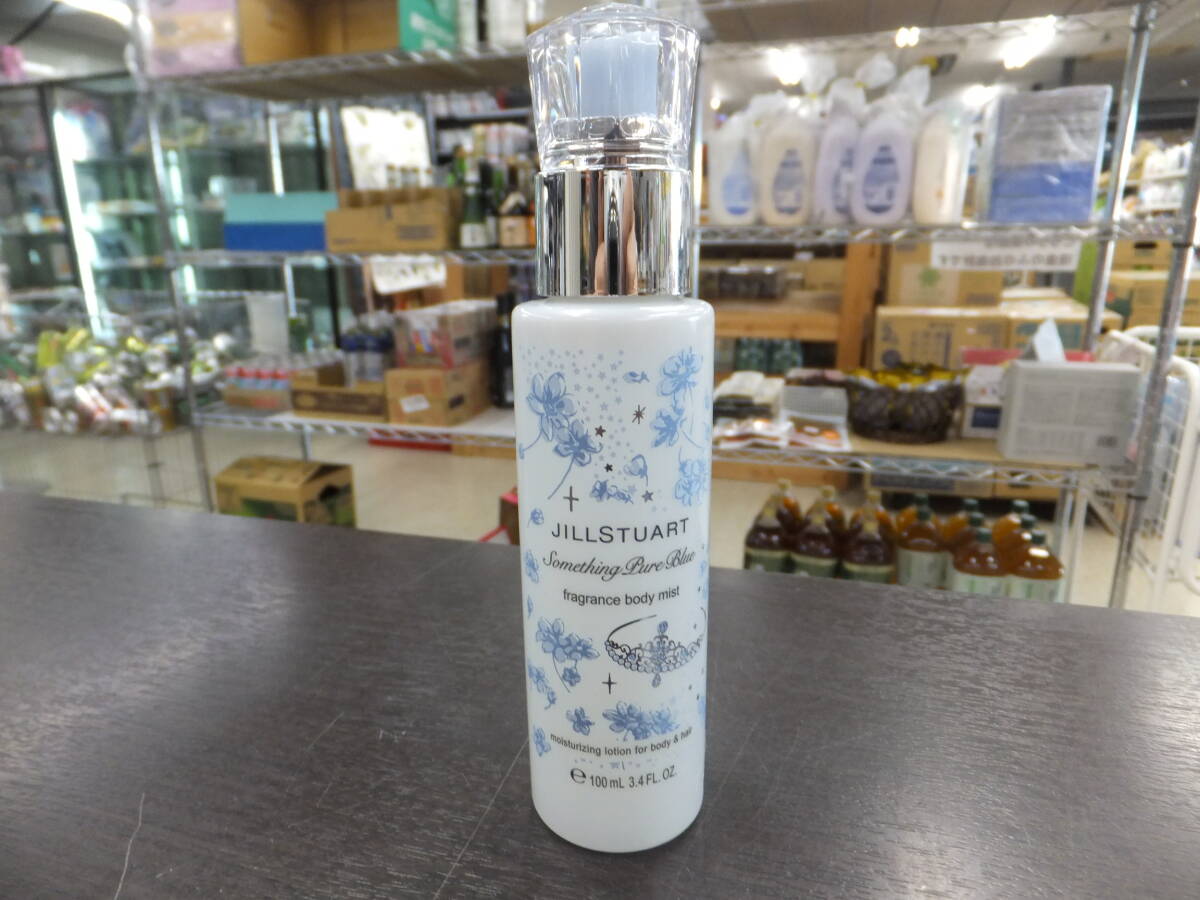 JILLSTUART
Something Pure Blue
fragrance body mist
moisturizing lotion for body & hair
℮ 100 mL 3.4 FL. OZ.